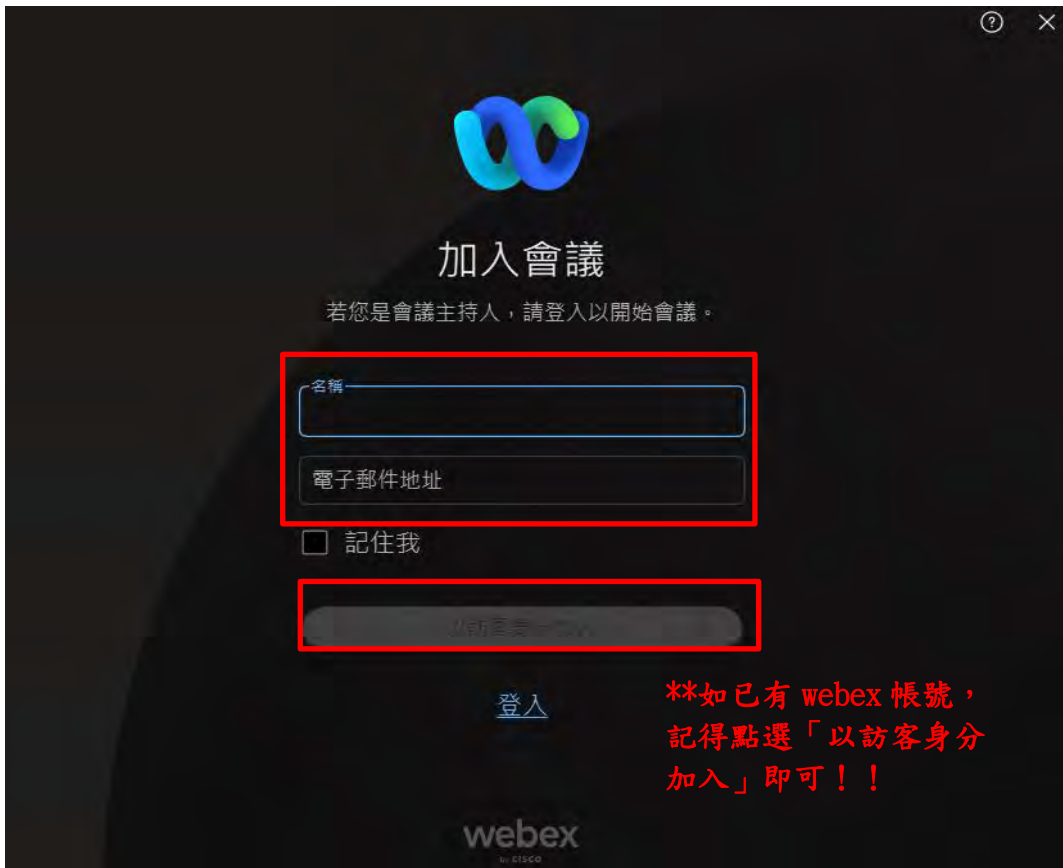 加入會議
若您是會議主持人，請登入以開始會議。
名稱
電子郵件地址
記住我
登入
**如已有 webex 帳號，
記得點選「以訪客身分
加入」即可！！
webex
by CISCO